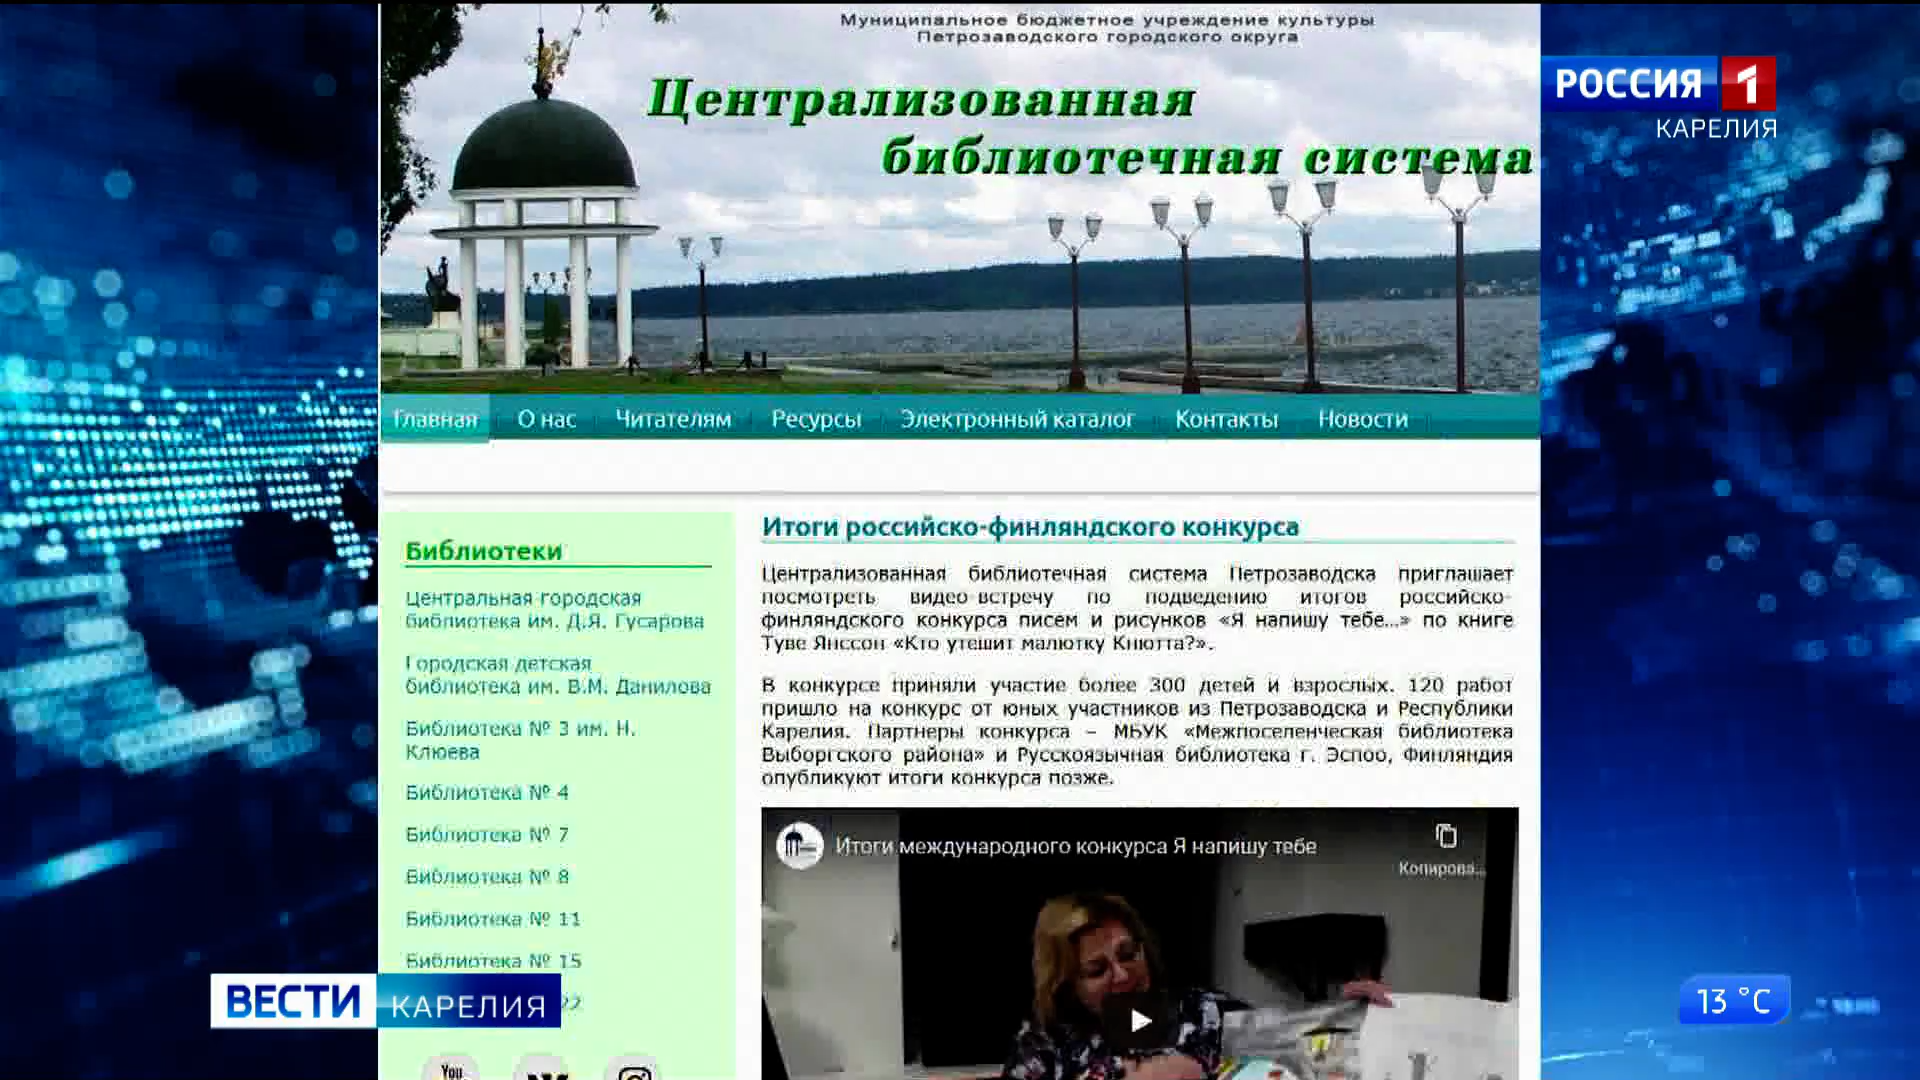 Муниципальное бюджетное учреждение культуры
Петрозаводского городского округа
Централизованная
библиотечная система
РОССИЯ 1
КАРЕЛИЯ
Главная
О нас
Читателям
Ресурсы
Электронный каталог
Контакты
Новости
Библиотеки
Центральная городская
библиотека им. Д.Я. Гусарова
Городская детская
библиотека им. В.М. Данилова
Библиотека № 3 им. Н.
Клюева
Библиотека № 4
Библиотека № 7
Библиотека № 8
Библиотека № 11
Библиотека № 15
22
You
Итоги российско-финляндского конкурса
Централизованная библиотечная система Петрозаводска приглашает
посмотреть видео-встречу по подведению итогов российско-
финляндского конкурса писем и рисунков «Я напишу тебе...» по книге
Туве Янссон «Кто утешит малютку Кнютта?».
В конкурсе приняли участие более 300 детей и взрослых. 120 работ
пришло на конкурс от юных участников из Петрозаводска и Республики
Карелия. Партнеры конкурса – МБУК «Межпоселенческая библиотека
Выборгского района» и Русскоязычная библиотека г. Эспоо, Финляндия
опубликуют итоги конкурса позже.
Итоги международного конкурса Я напишу тебе
Копирова...
ВЕСТИ КАРЕЛИЯ
13 °C